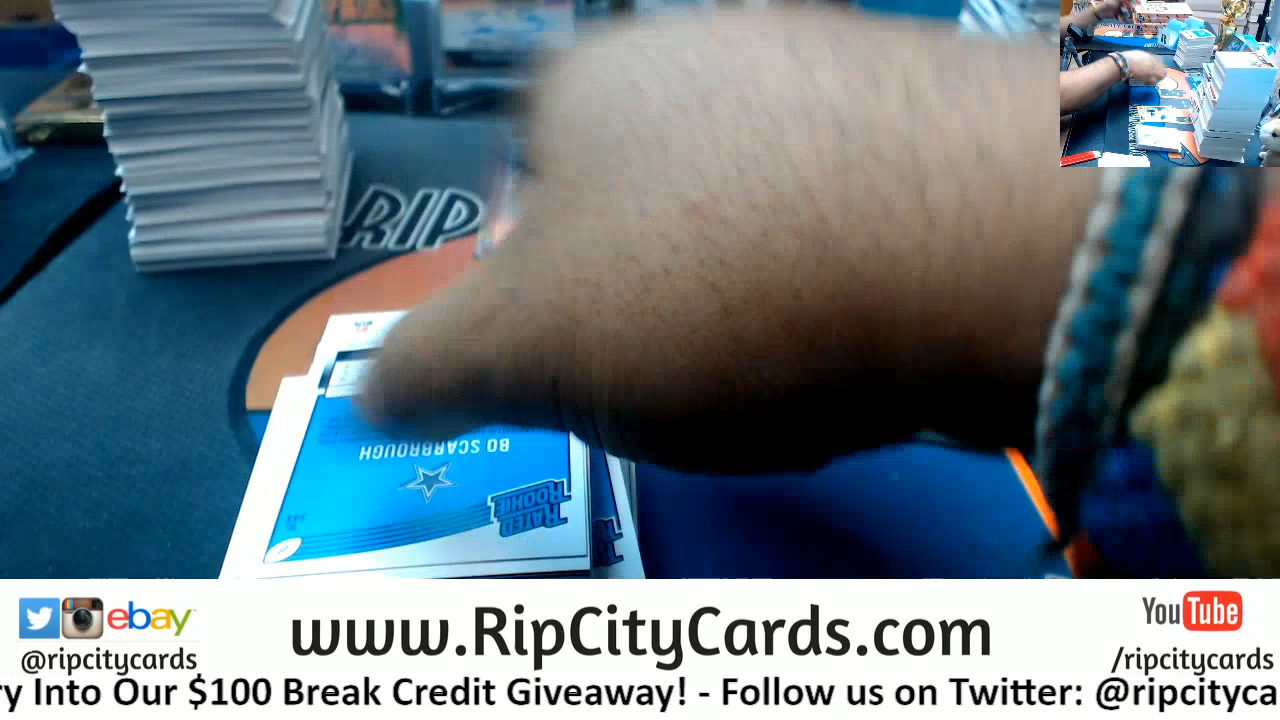 RIP
BO SCARBROUGH
RATED
ROOKIE
ebay
@ripcitycards
www.RipCityCards.com
YouTube
/ripcitycards
ry Into Our $100 Break Credit Giveaway! - Follow us on Twitter: @ripcityca